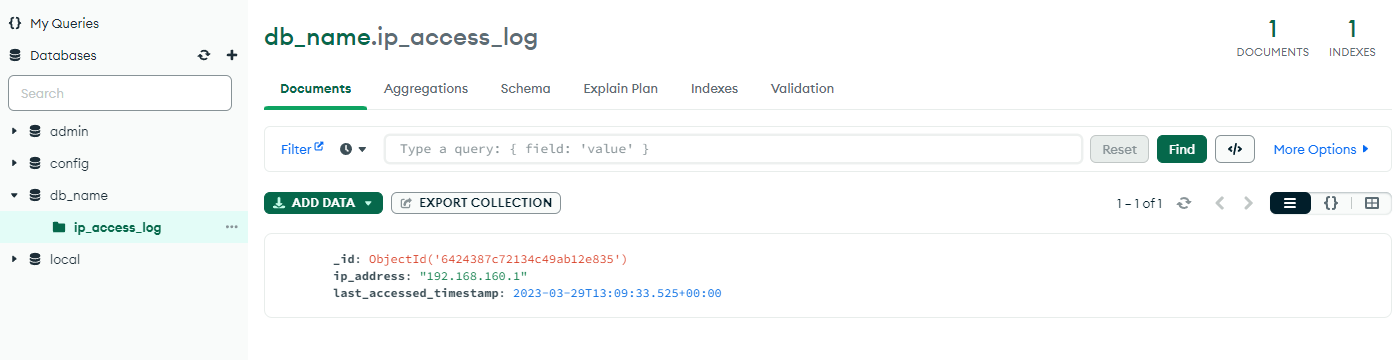 {} My Queries
Databases
Search
admin
config
db_name
ip_access_log
local
db_name.ip_access_log
1
DOCUMENTS
1
INDEXES
Documents Aggregations Schema Explain Plan Indexes Validation
Filter Type a query: { field: 'value' } Reset Find </> More Options
ADD DATA EXPORT COLLECTION 1 – 1 of 1 {}
_id: ObjectId('6424387c72134c49ab12e835')
ip_address: "192.168.160.1"
last_accessed_timestamp: 2023-03-29T13:09:33.525+00:00